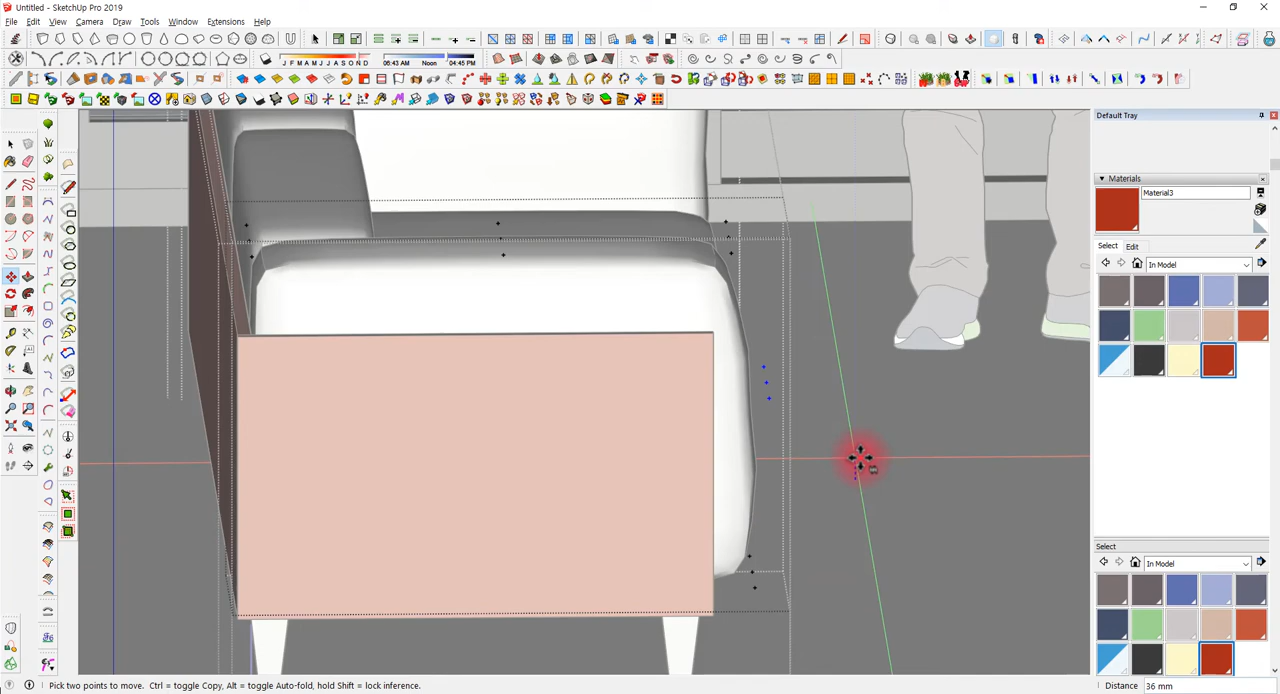 Untitled - SketchUp Pro 2019
File Edit View Camera Draw Tools Window Extensions Help
J F M A M J J A S O N D
06:43 AM Noon 04:45 PM
Default Tray
Materials
Material3
Select Edit
In Model
Select
In Model
Pick two points to move. Ctrl = toggle Copy, Alt = toggle Auto-fold, hold Shift = lock inference.
Distance 36 mm